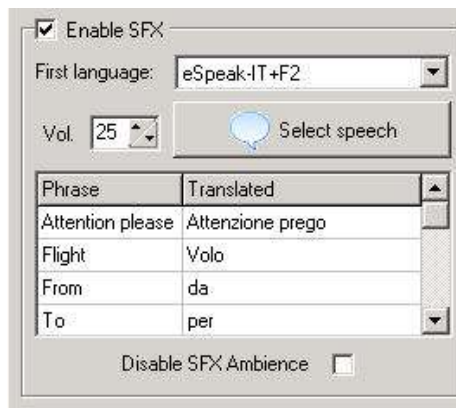 Enable SFX
First language: eSpeak-IT+F2
Vol. 25 Select speech
Phrase Translated
Attention please Attenzione prego
Flight Volo
From da
To per
Disable SFX Ambience